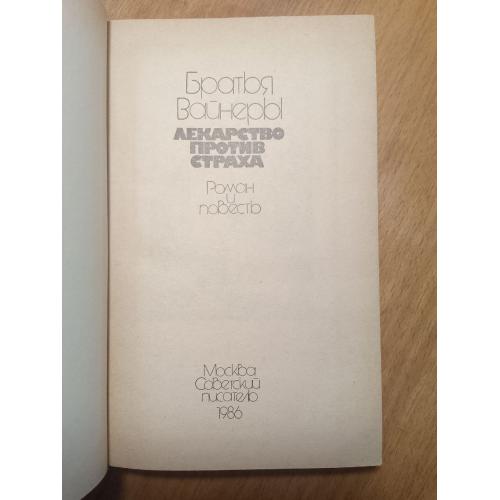 Братья
Вайнеры
ЛЕКАРСТВО
ПРОТИВ
СТРАХА
Роман
и
повесть
Москва
Советский
писатель
1986